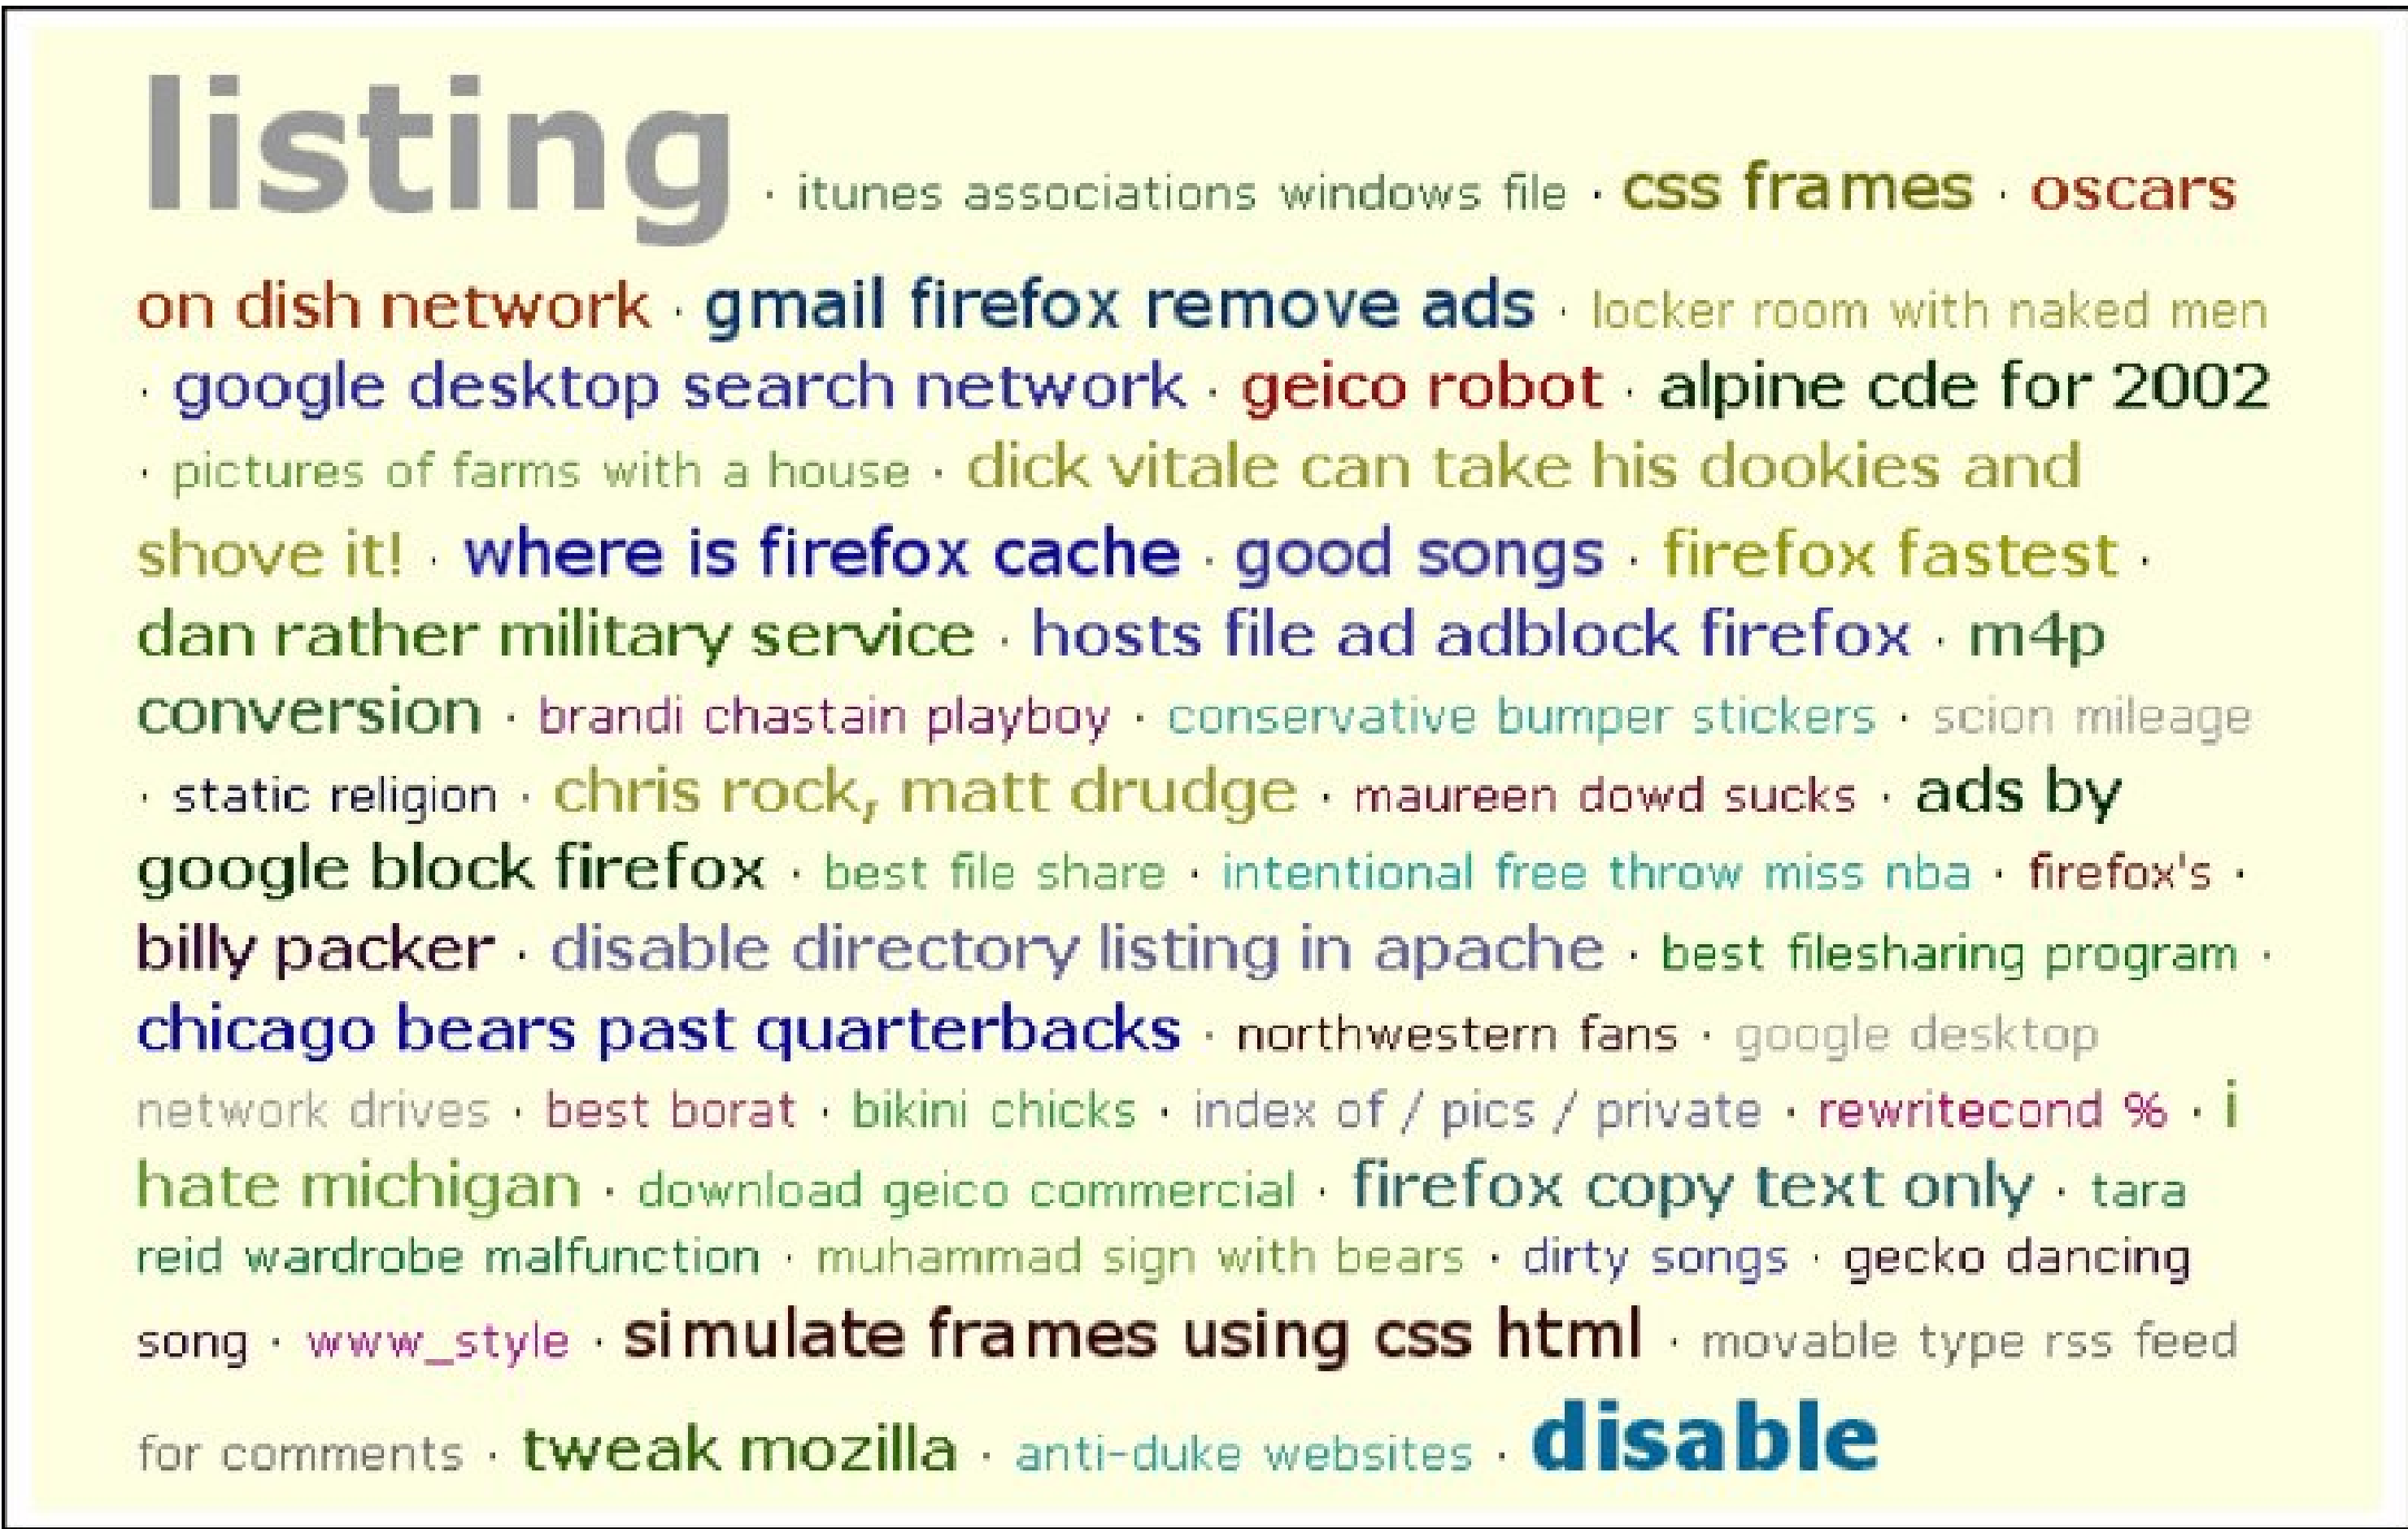 listing · itunes associations windows file · css frames · oscars
on dish network · gmail firefox remove ads · locker room with naked men
· google desktop search network · geico robot · alpine cde for 2002
· pictures of farms with a house · dick vitale can take his dookies and
shove it! · where is firefox cache · good songs · firefox fastest ·
dan rather military service · hosts file ad adblock firefox · m4p
conversion · brandi chastain playboy · conservative bumper stickers · scion mileage
· static religion · chris rock, matt drudge · maureen dowd sucks · ads by
google block firefox · best file share · intentional free throw miss nba · firefox's ·
billy packer · disable directory listing in apache · best filesharing program ·
chicago bears past quarterbacks · northwestern fans · google desktop
network drives · best borat · bikini chicks · index of / pics / private · rewritecond % · i
hate michigan · download geico commercial · firefox copy text only · tara
reid wardrobe malfunction · muhammad sign with bears · dirty songs · gecko dancing
song · www_style · simulate frames using css html · movable type rss feed
for comments · tweak mozilla · anti-duke websites · disable